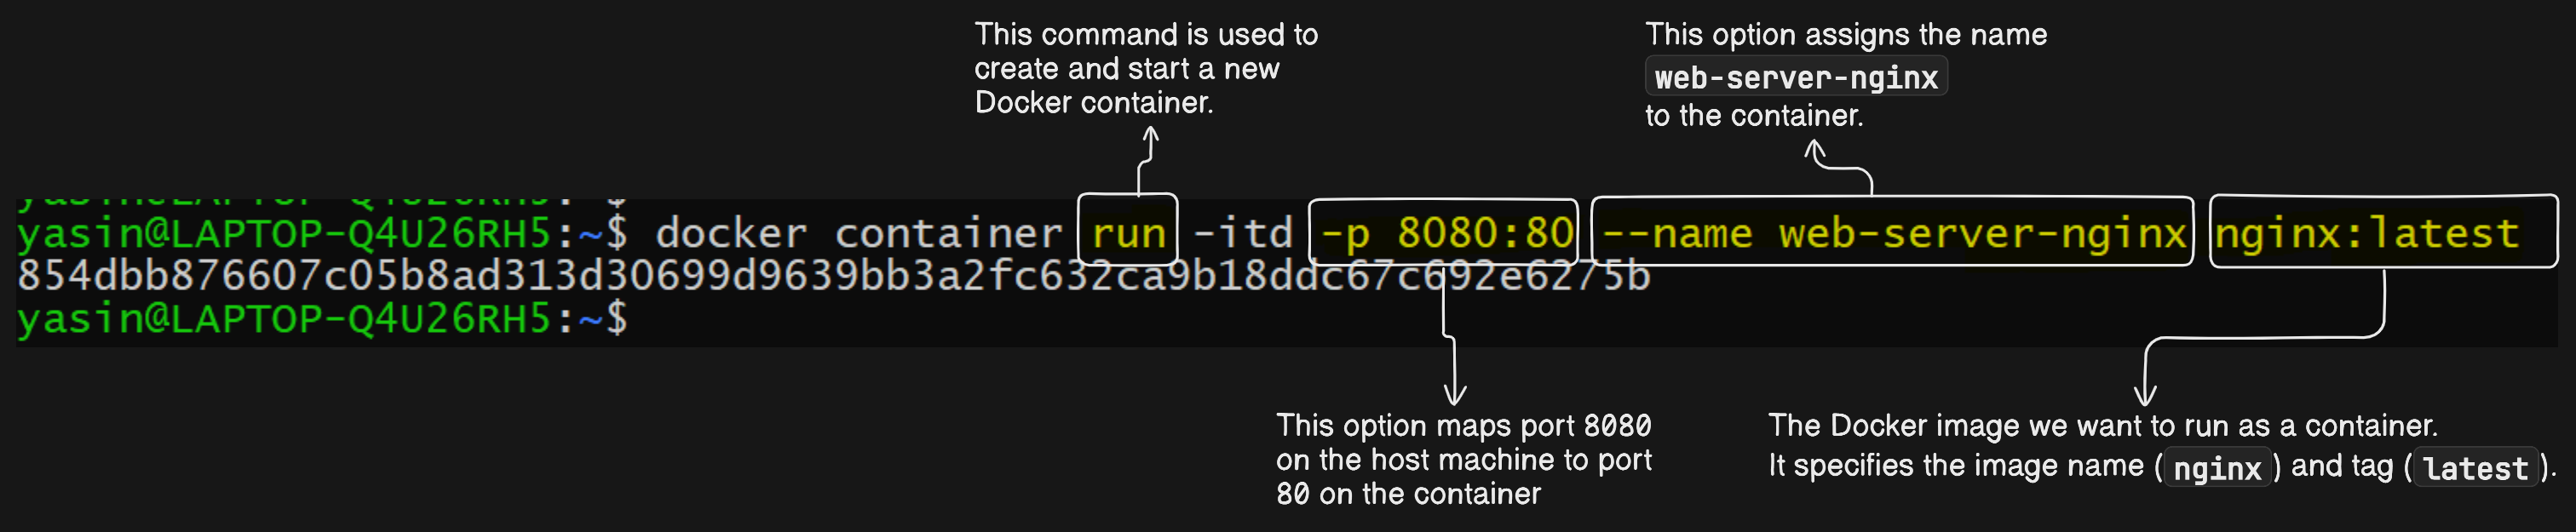 This command is used to
create and start a new
Docker container.
This option assigns the name
web-server-nginx
to the container.
yasin@LAPTOP-Q4U26RH5:~$
yasin@LAPTOP-Q4U26RH5:~$ docker container run -itd -p 8080:80 --name web-server-nginx nginx:latest
854dbb876607c05b8ad313d30699d9639bb3a2fc632ca9b18ddc67c692e6275b
yasin@LAPTOP-Q4U26RH5:~$
This option maps port 8080
on the host machine to port
80 on the container
The Docker image we want to run as a container.
It specifies the image name (nginx) and tag (latest).